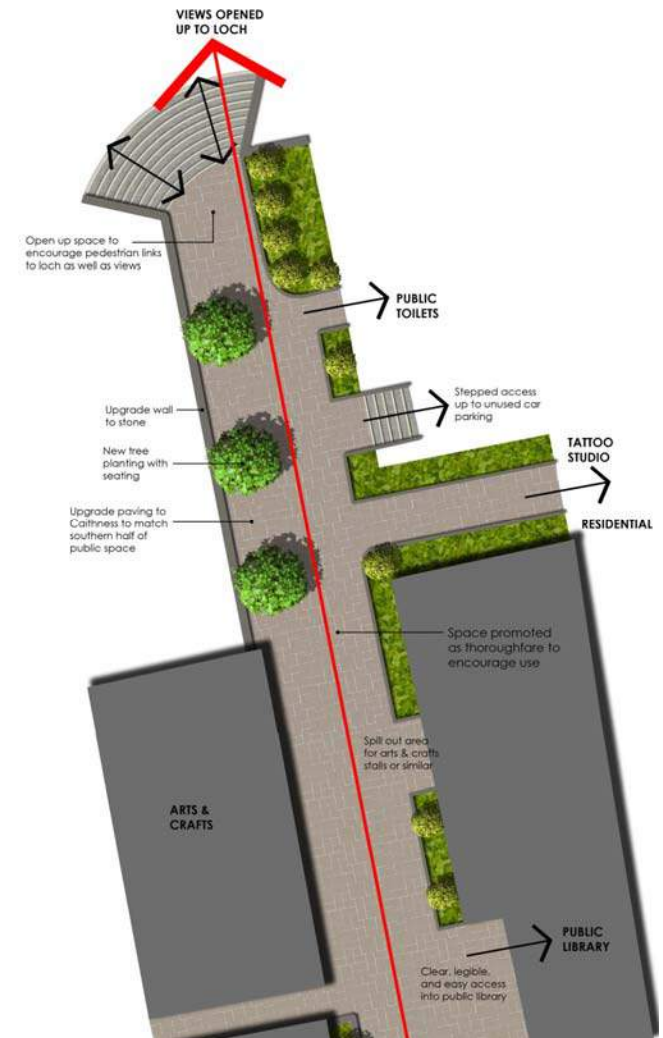 VIEWS OPENED
UP TO LOCH
Open up space to
encourage pedestrian links
to loch as well as views
PUBLIC
TOILETS
Upgrade wall
to stone
Stepped access
up to unused car
parking
New tree
planting with
seating
TATTOO
STUDIO
Upgrade paving to
Caithness to match
southern half of
public space
RESIDENTIAL
Space promoted
as thoroughfare to
encourage use
Spill out area
for arts & crafts
stalls or similar
ARTS &
CRAFTS
PUBLIC
LIBRARY
Clear, legible,
and easy access
into public library